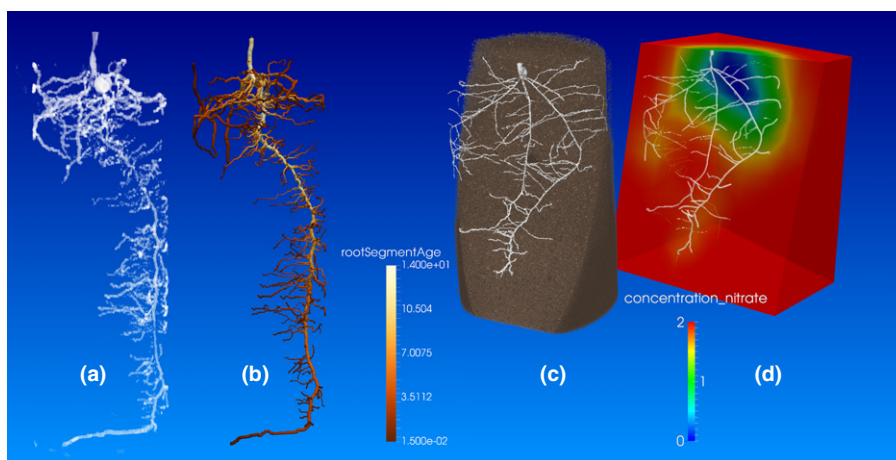 rootSegmentAge
1.400e+01
10.504
7.0075
3.5112
1.500e-02
concentration_nitrate
2
1
0
(a)
(b)
(c)
(d)